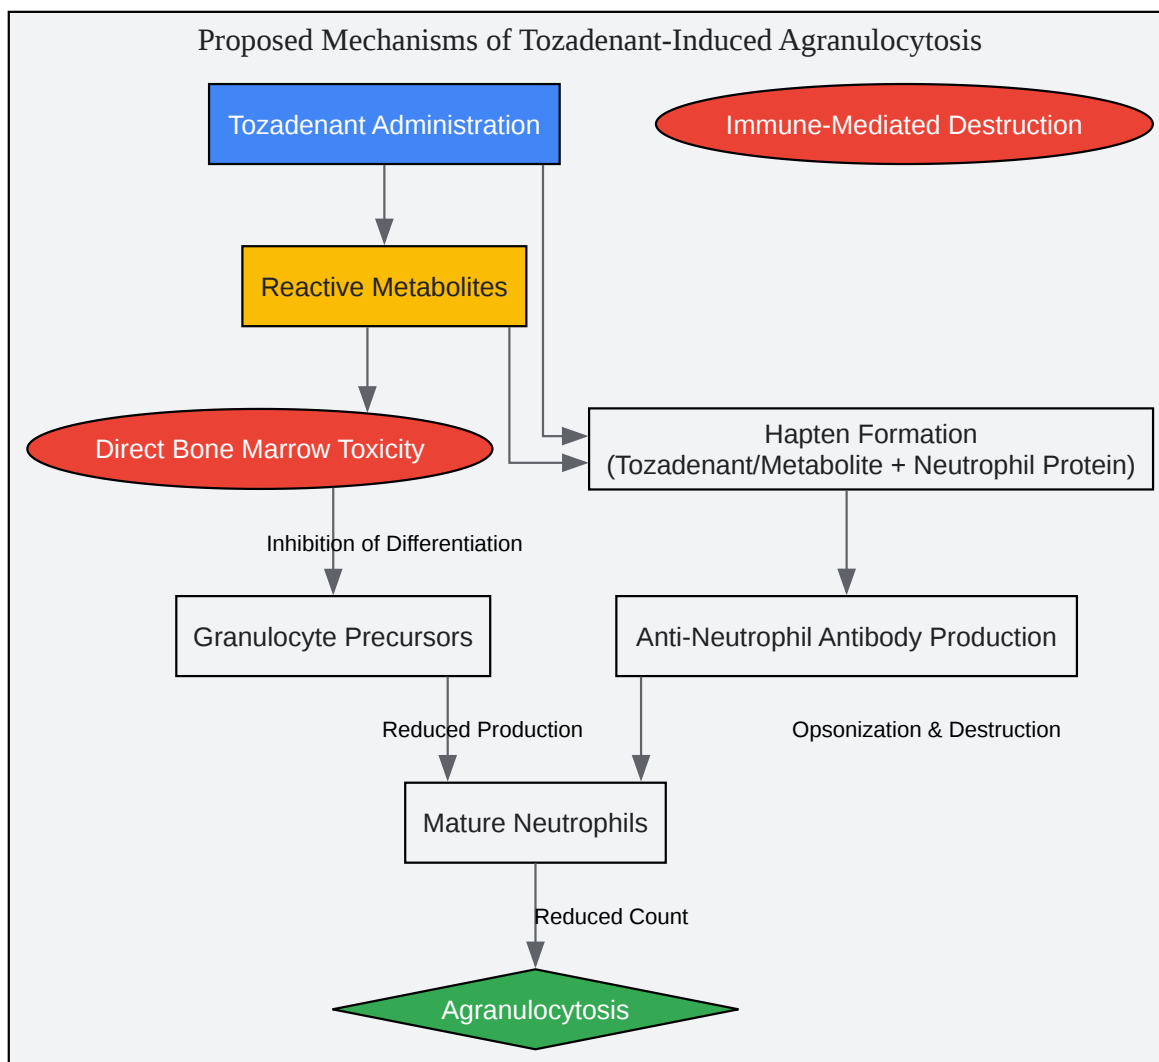 Proposed Mechanisms of Tozadenant-Induced Agranulocytosis
Tozadenant Administration
Immune-Mediated Destruction
Reactive Metabolites
Direct Bone Marrow Toxicity
Hapten Formation
(Tozadenant/Metabolite + Neutrophil Protein)
Inhibition of Differentiation
Granulocyte Precursors
Anti-Neutrophil Antibody Production
Reduced Production
Opsonization & Destruction
Mature Neutrophils
Reduced Count
Agranulocytosis